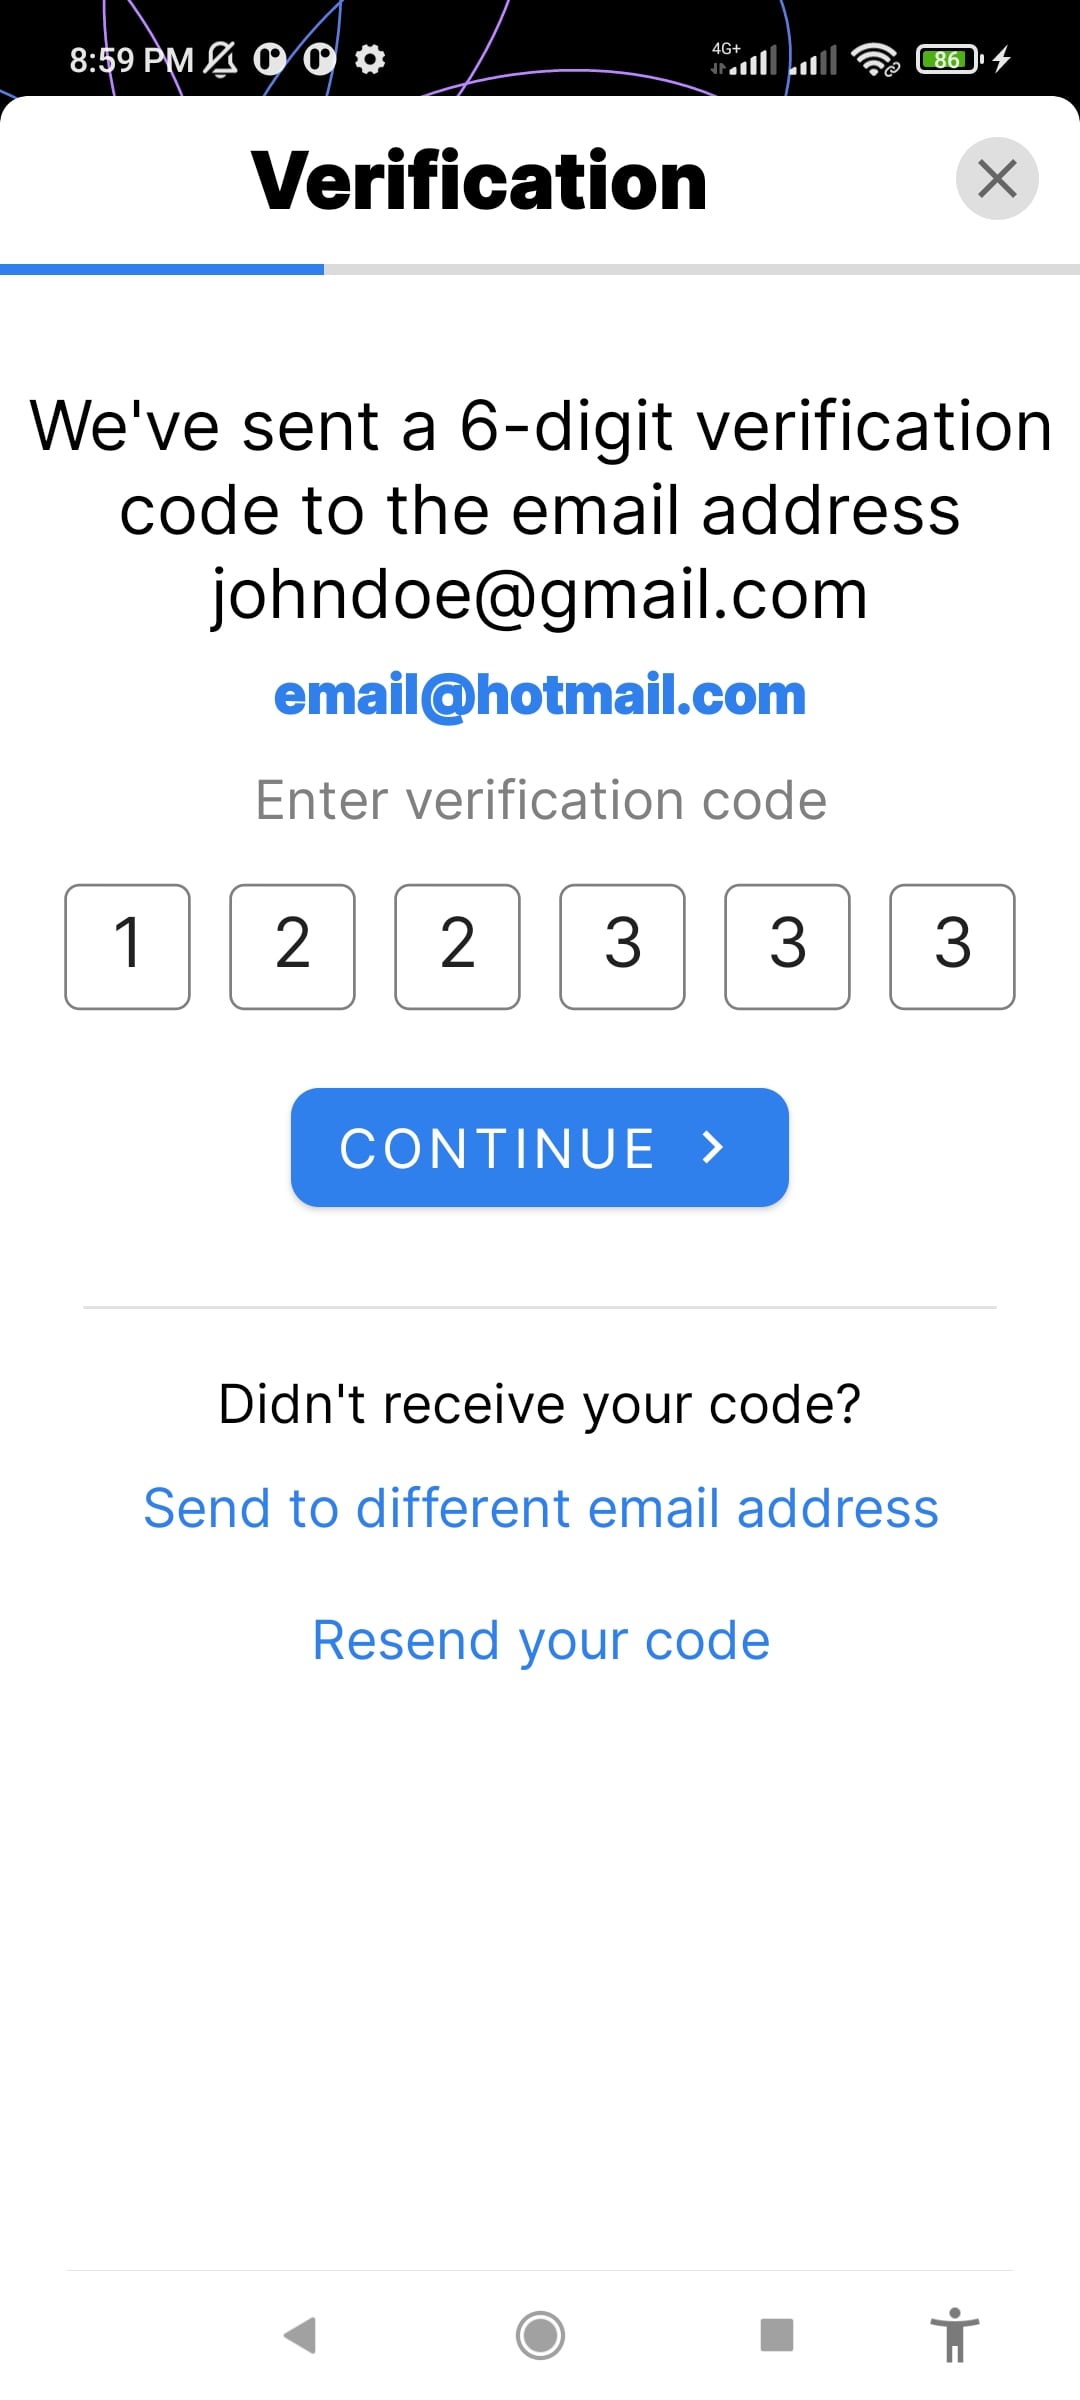 8:59 PM
4G+
86
Verification
We've sent a 6-digit verification
code to the email address
johndoe@gmail.com
email@hotmail.com
Enter verification code
1 2 2 3 3 3
CONTINUE
Didn't receive your code?
Send to different email address
Resend your code